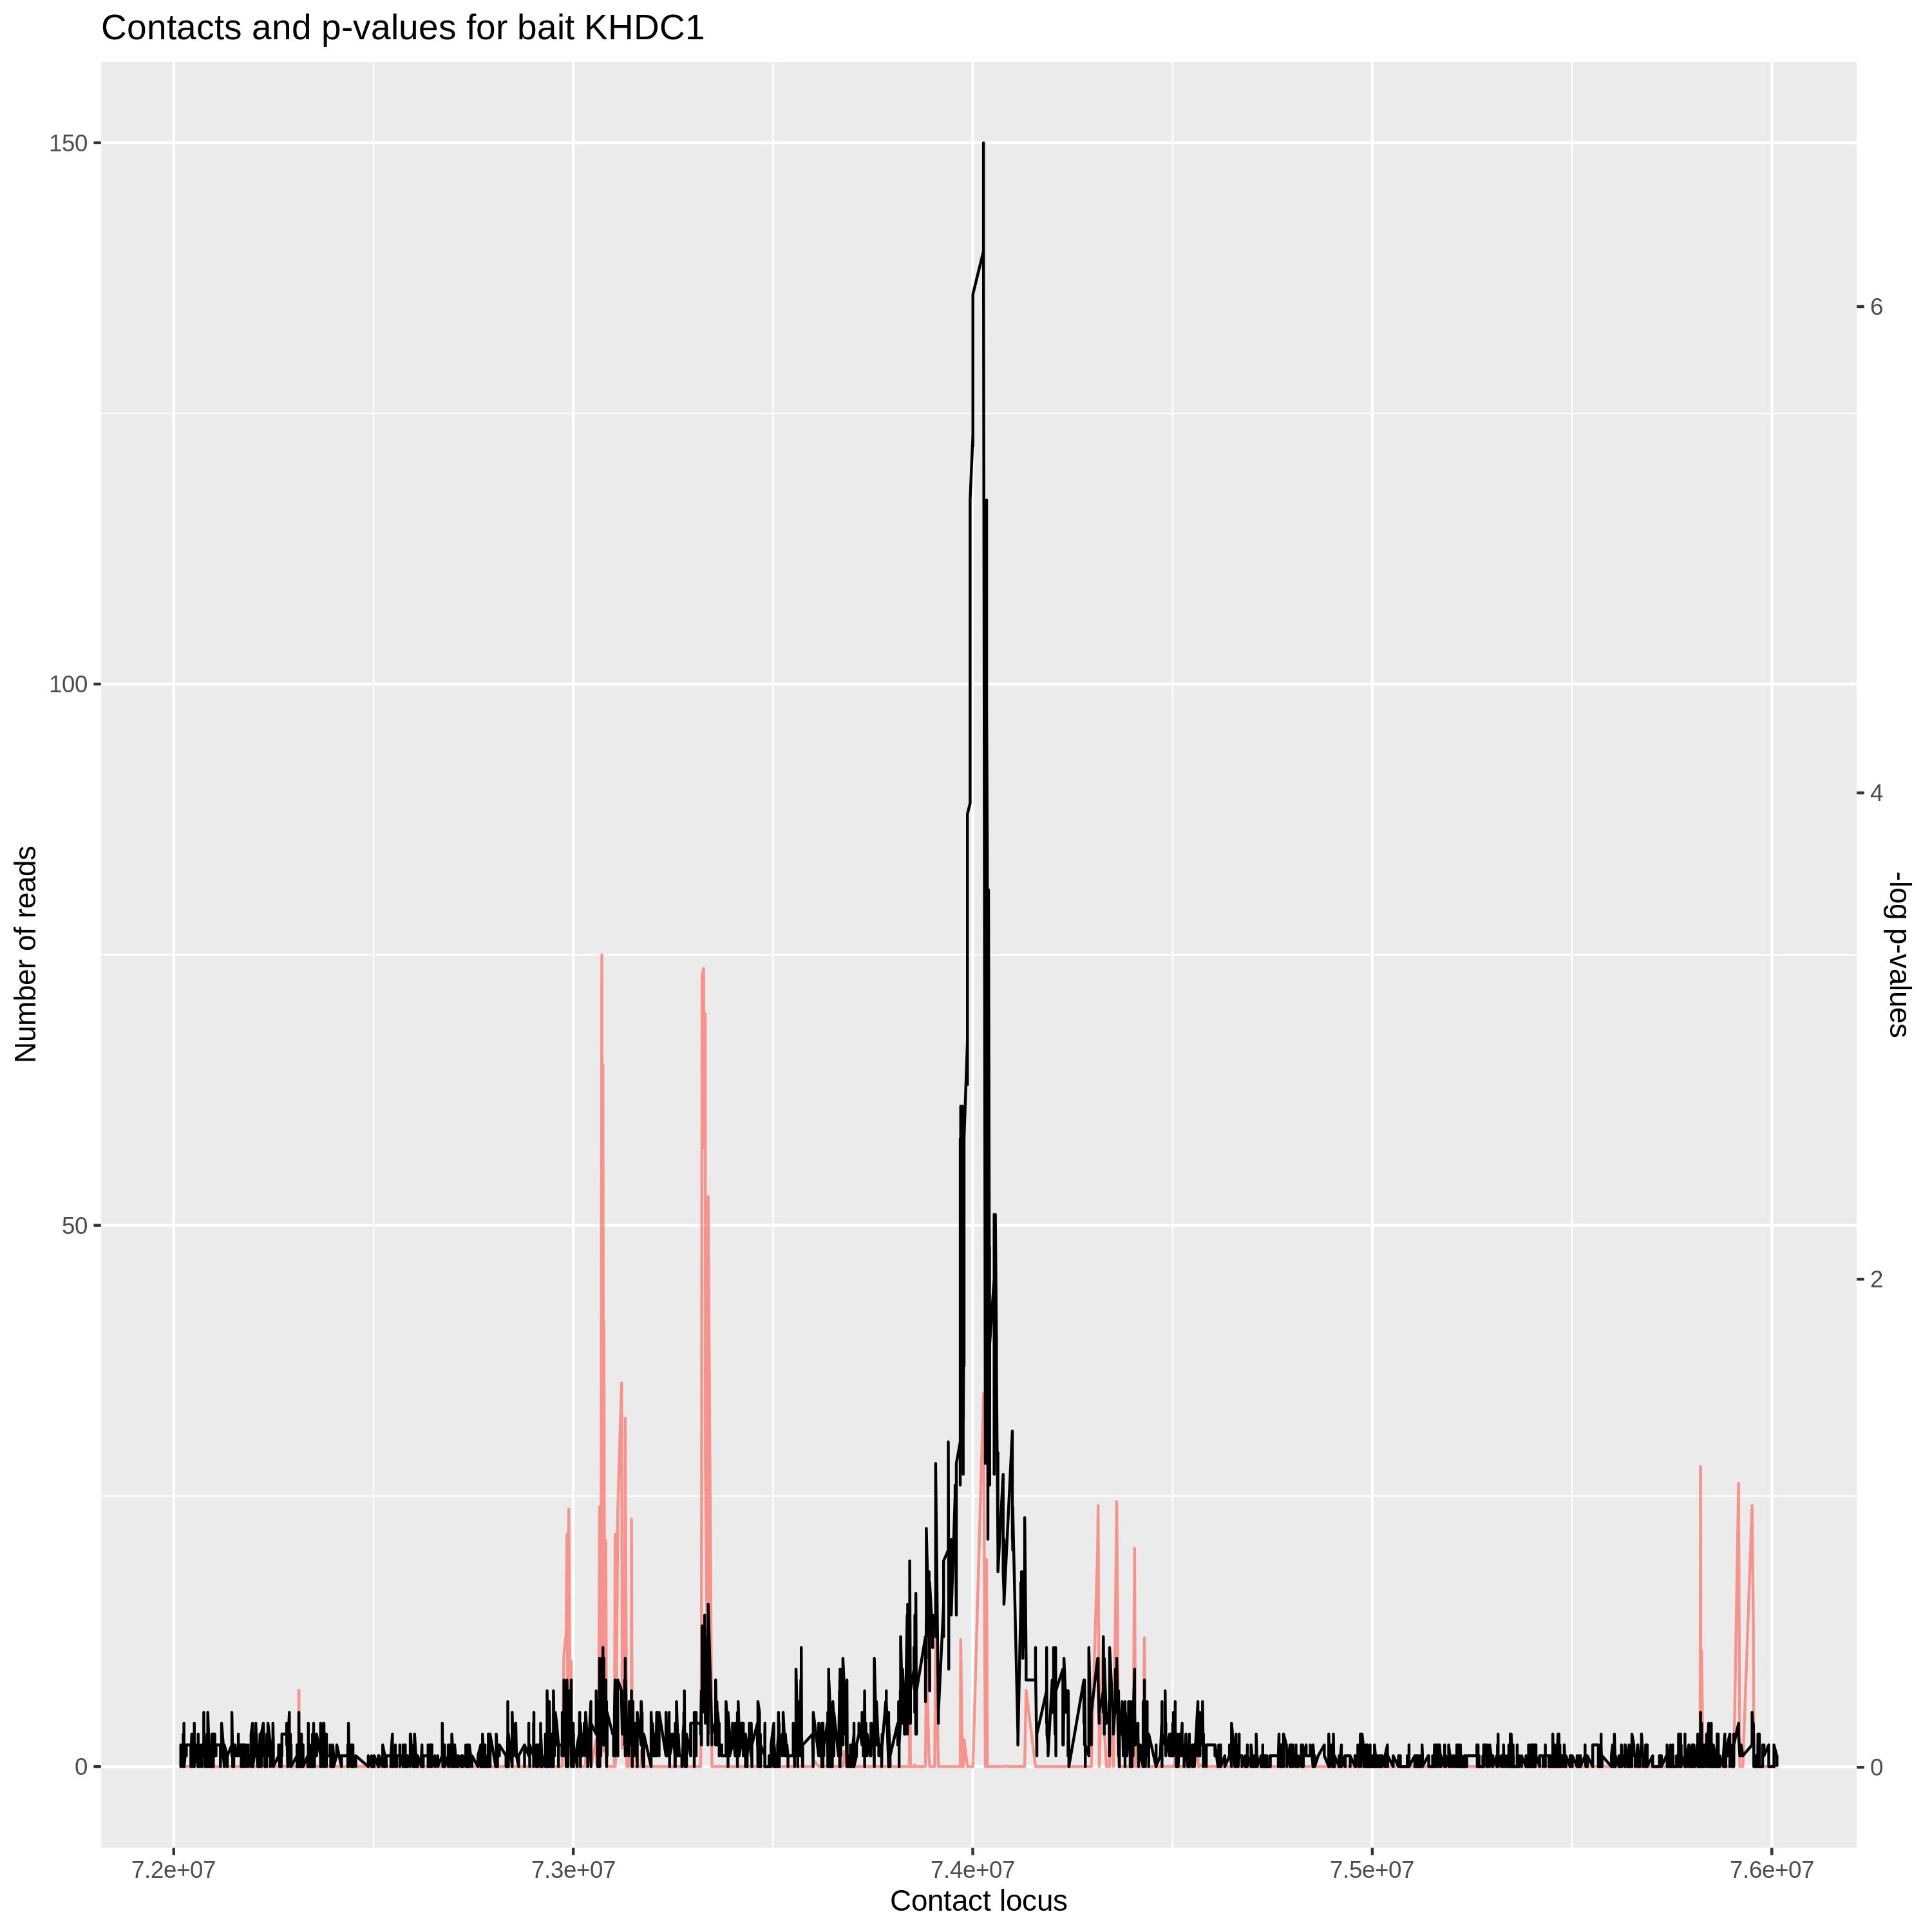 Contacts and p-values for bait KHDC1
150
100
50
0
Number of reads
6
4
2
0
-log p-values
7.2e+07 7.3e+07 7.4e+07 7.5e+07 7.6e+07
Contact locus